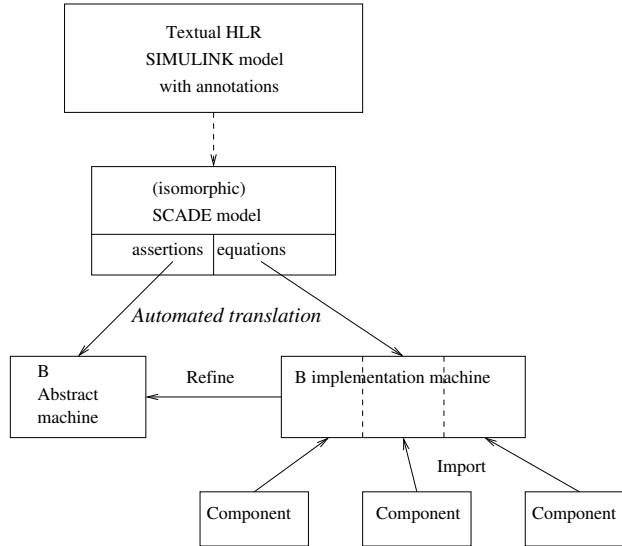 Textual HLR
SIMULINK model
with annotations
(isomorphic)
SCADE model
assertions
equations
Automated translation
B
Abstract
machine
Refine
B implementation machine
Import
Component
Component
Component